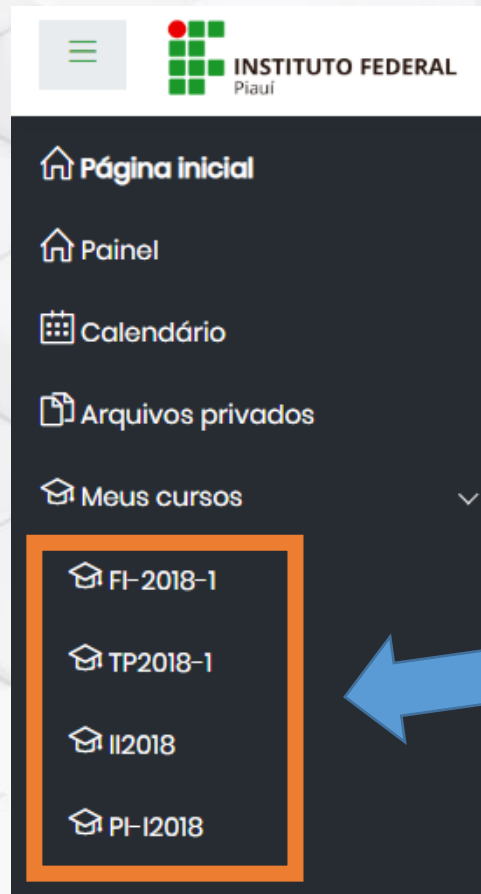 INSTITUTO FEDERAL
Piauí
Página inicial
Painel
Calendário
Arquivos privados
Meus cursos
FI-2018-1
TP2018-1
II2018
PI-I2018